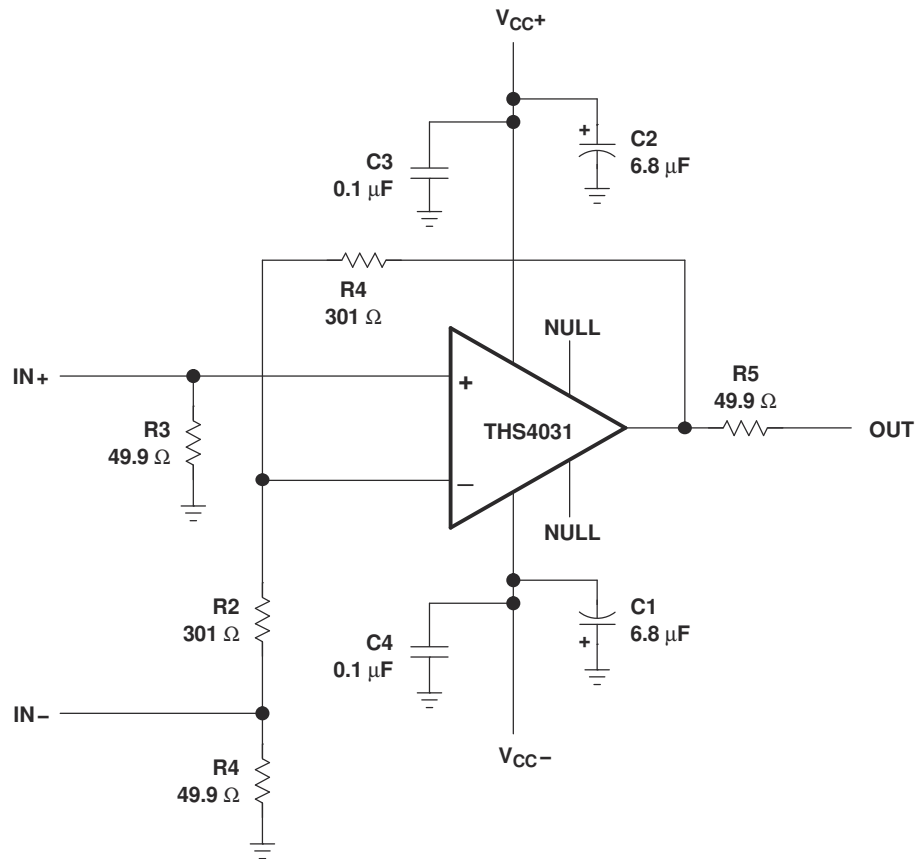 VCC+
C2
6.8 μF
+
C3
0.1 μF
R4
301 Ω
NULL
IN+
+
R3
49.9 Ω
THS4031
R5
49.9 Ω
OUT
−
NULL
R2
301 Ω
C1
6.8 μF
+
C4
0.1 μF
IN−
VCC−
R4
49.9 Ω